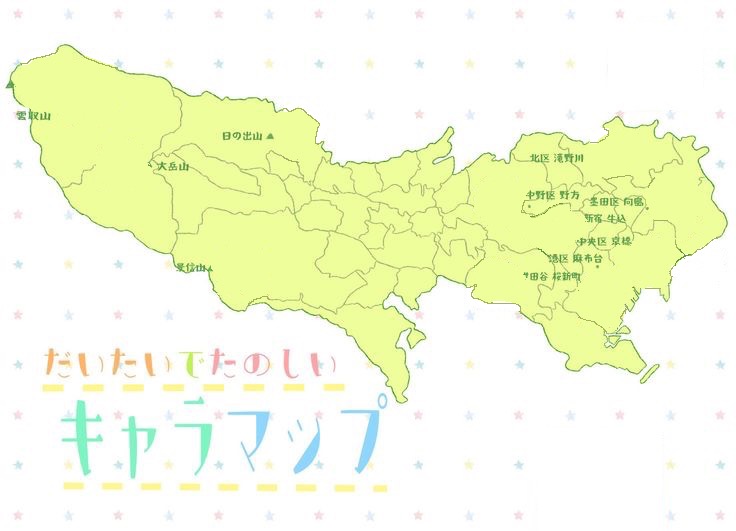 北区 滝野川
雲取山
日の出山
大岳山
中野区 野方
墨田区 向島
新宿 牛込
中央区 京橋
港区 麻布台
景信山
世田谷 桜新町
だいたいでたのしい
キャラマップ